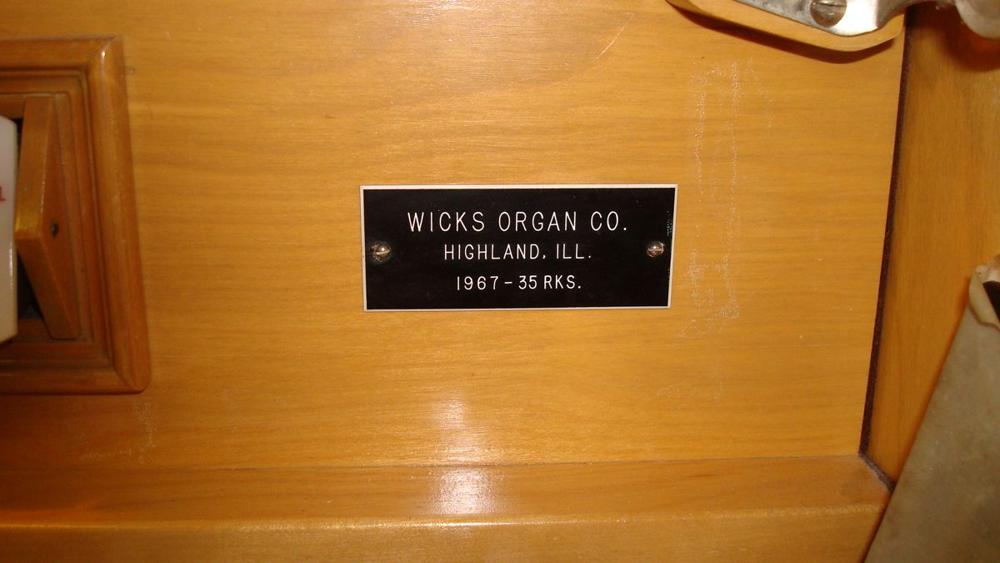 WICKS ORGAN CO.
HIGHLAND, ILL.
1967-35 RKS.